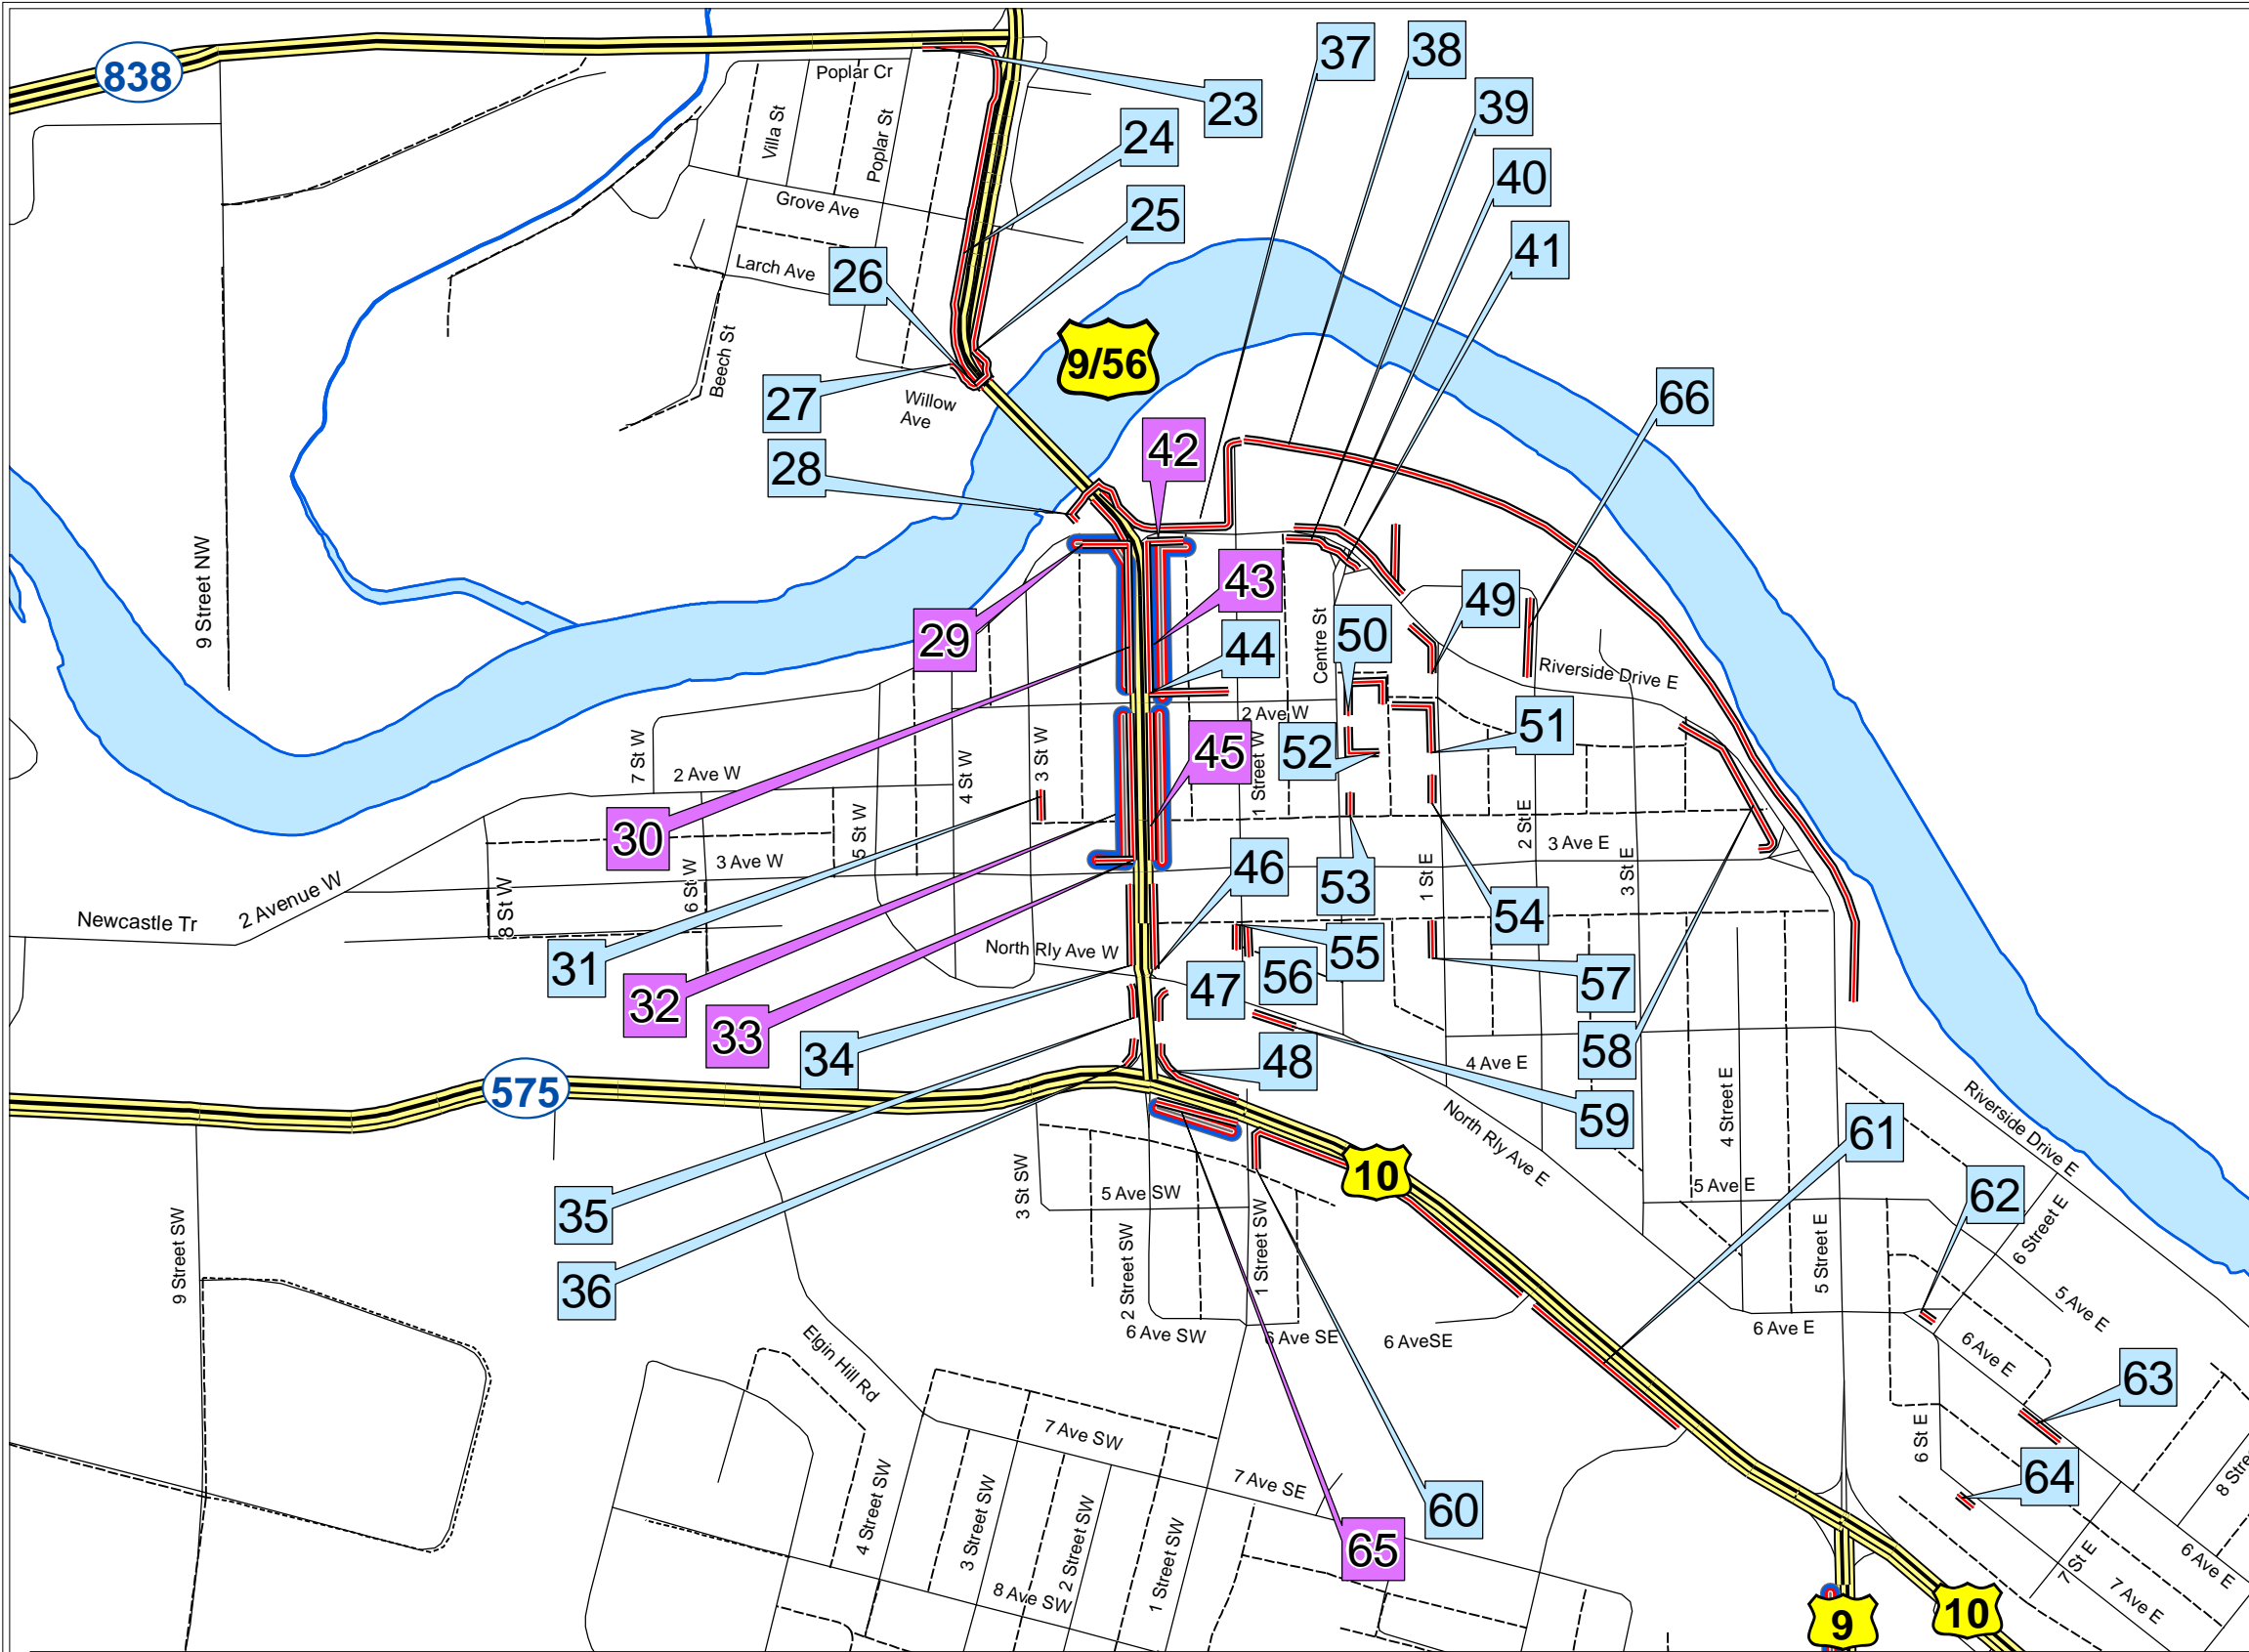 37
38
838
Poplar Cr
23
39
24
Villa St
Poplar St
40
25
Grove Ave
41
26
Larch Ave
9/56
Beech St
27
Willow
Ave
66
42
28
9 Street NW
43
49
29
44
Centre St
50
Riverside Drive E
2 Ave W
51
7 St W
3 St W
45
52
2 Ave W
4 St W
1 Street W
30
5 St W
2 St E
3 Ave E
3 Ave W
46
53
1 St E
3 St E
6 St W
54
2 Avenue W
8 St W
Newcastle Tr
North Rly Ave W
55
31
56
57
32
47
33
58
34
48
4 Ave E
575
59
4 Street E
Riverside Drive E
North Rly Ave E
61
10
3 St SW
5 Ave SW
5 Ave E
62
35
9 Street SW
2 Street SW
1 Street SW
5 Street E
6 Street E
36
5 Ave E
6 Ave SW
6 Ave SE
6 AveSE
6 Ave E
6 Ave E
Elgin Hill Rd
63
7 Ave SW
6 St E
7 Ave SE
64
8 Stre
4 Street SW
3 Street SW
2 Street SW
1 Street SW
60
65
8 Ave SW
7 St E
6 Ave E
7 Ave E
9
10